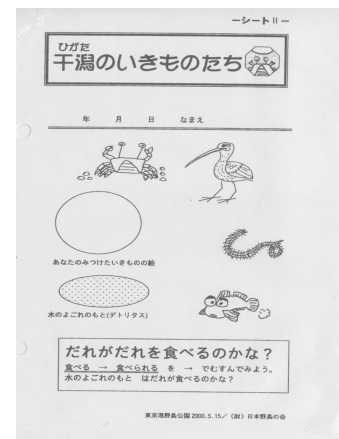 ーシートⅡー
ひがた
干潟のいきものたち
年 月 日 なまえ
あなたのみつけたいきものの絵
水のよごれのもと(デトリタス)
だれがだれを食べるのかな?
食べる → 食べられる を → でむすんでみよう。
水のよごれのもと はだれが食べるのかな?
東京港野鳥公園 2000.5.15/(財)日本野鳥の会